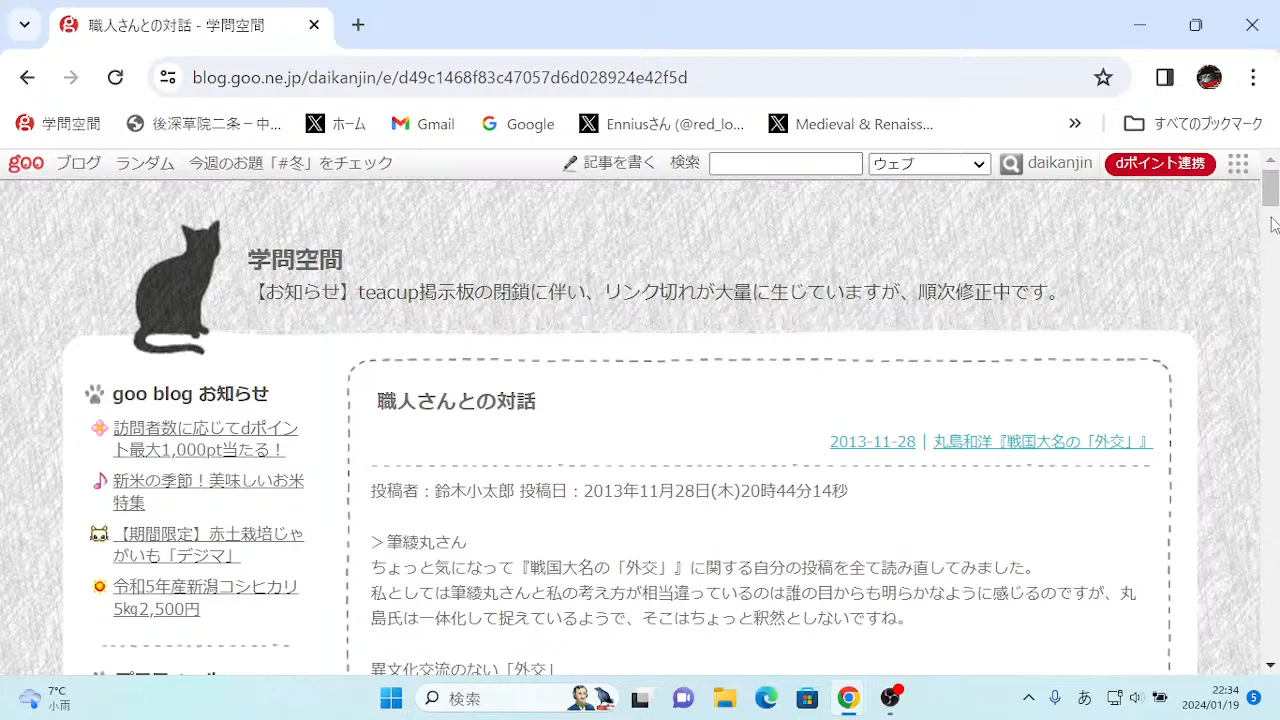 職人さんとの対話 - 学問空間
blog.goo.ne.jp/daikanjin/e/d49c1468f83c47057d6d028924e42f5d
学問空間
後深草院二条－中...
ホーム
Gmail
Google
Enniusさん (@red_lo...
Medieval & Renaiss...
すべてのブックマーク
goo ブログ ランダム 今週のお題「#冬」をチェック 記事を書く 検索 ウェブ daikanjin dポイント連携
学問空間
【お知らせ】teacup掲示板の閉鎖に伴い、リンク切れが大量に生じていますが、順次修正中です。
goo blog お知らせ
訪問者数に応じてdポイン
ト最大1,000pt当たる！
新米の季節！美味しいお米
特集
【期間限定】赤土栽培じゃ
がいも「デジマ」
令和5年産新潟コシヒカリ
5㎏2,500円
職人さんとの対話
2013-11-28 | 丸島和洋『戦国大名の「外交」』
投稿者：鈴木小太郎 投稿日：2013年11月28日(木)20時44分14秒
＞筆綾丸さん
ちょっと気になって『戦国大名の「外交」』に関する自分の投稿を全て読み直してみました。
私としては筆綾丸さんと私の考え方が相当違っているのは誰の目からも明らかなように感じるのですが、丸
島氏は一体化して捉えているようで、そこはちょっと釈然としないですね。
異文化交流のない「外交」
7℃
小雨
検索
あ
22:34
2024/01/19
5